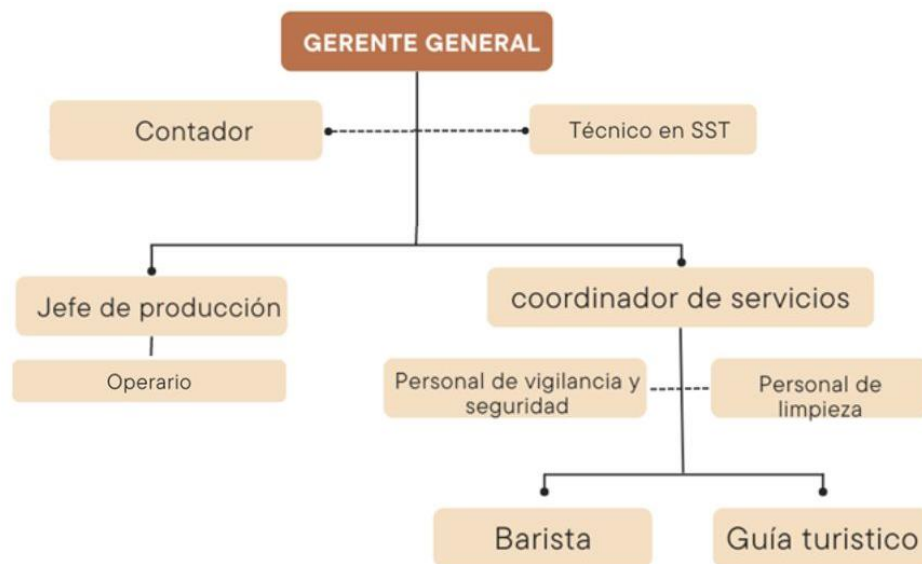 GERENTE GENERAL
Contador
Técnico en SST
Jefe de producción
coordinador de servicios
Operario
Personal de vigilancia y
seguridad
Personal de
limpieza
Barista
Guía turistico